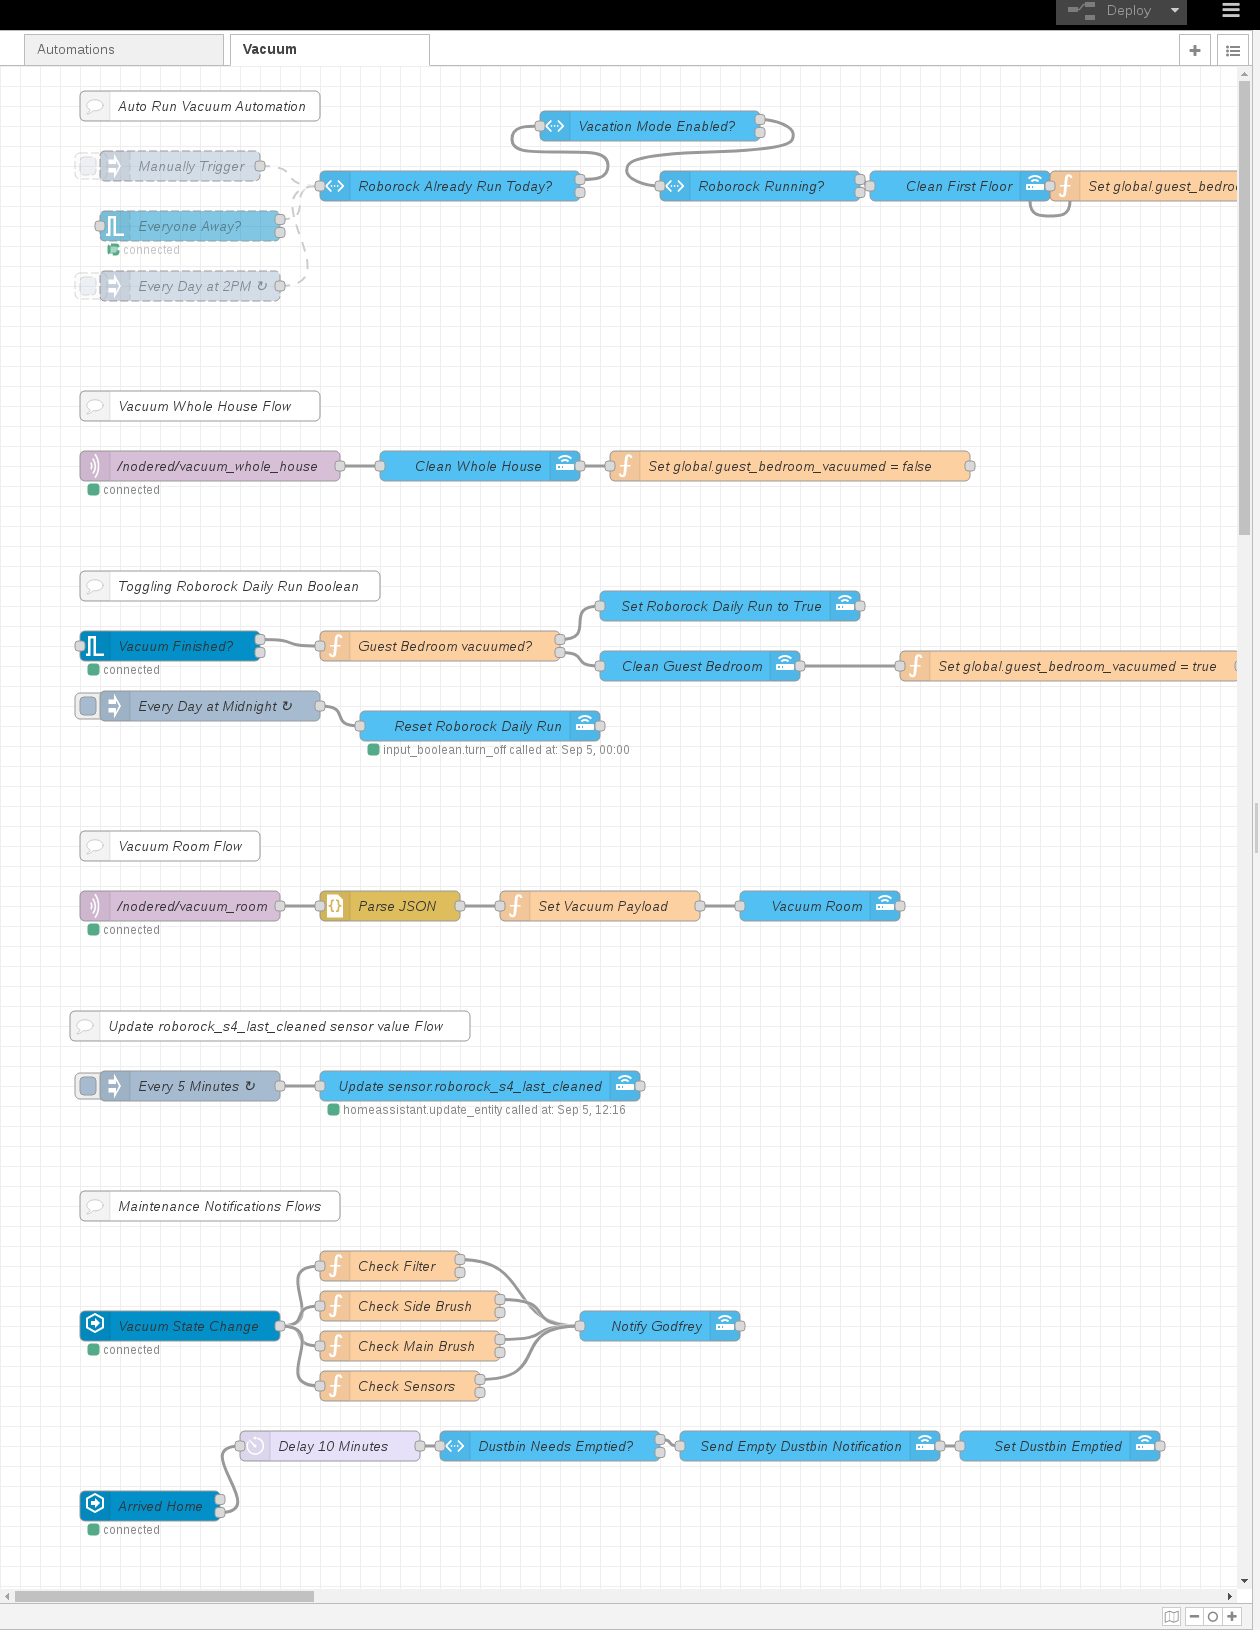 Deploy
Automations
Vacuum
Auto Run Vacuum Automation
Vacation Mode Enabled?
Manually Trigger
Roborock Already Run Today?
Roborock Running?
Clean First Floor
Set global.guest_bedro
Everyone Away?
connected
Every Day at 2PM ↻
Vacuum Whole House Flow
/nodered/vacuum_whole_house
Clean Whole House
Set global.guest_bedroom_vacuumed = false
connected
Toggling Roborock Daily Run Boolean
Set Roborock Daily Run to True
Vacuum Finished?
Guest Bedroom vacuumed?
Clean Guest Bedroom
Set global.guest_bedroom_vacuumed = true
connected
Every Day at Midnight ↻
Reset Roborock Daily Run
input_boolean.turn_off called at: Sep 5, 00:00
Vacuum Room Flow
/nodered/vacuum_room
Parse JSON
Set Vacuum Payload
Vacuum Room
connected
Update roborock_s4_last_cleaned sensor value Flow
Every 5 Minutes ↻
Update sensor.roborock_s4_last_cleaned
homeassistant.update_entity called at: Sep 5, 12:16
Maintenance Notifications Flows
Check Filter
Check Side Brush
Vacuum State Change
Notify Godfrey
connected
Check Main Brush
Check Sensors
Delay 10 Minutes
Dustbin Needs Emptied?
Send Empty Dustbin Notification
Set Dustbin Emptied
Arrived Home
connected